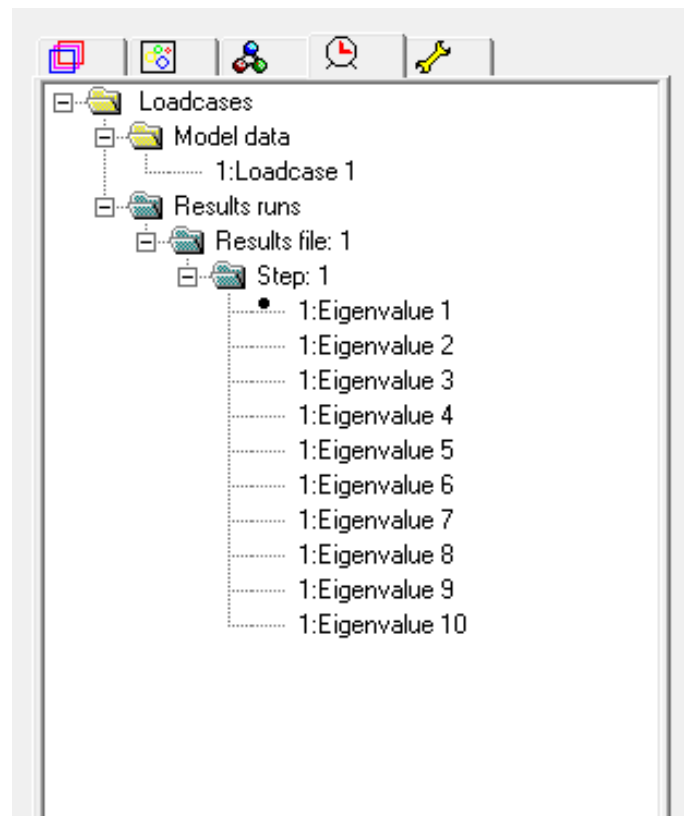 Loadcases
Model data
1:Loadcase 1
Results runs
Results file: 1
Step: 1
1:Eigenvalue 1
1:Eigenvalue 2
1:Eigenvalue 3
1:Eigenvalue 4
1:Eigenvalue 5
1:Eigenvalue 6
1:Eigenvalue 7
1:Eigenvalue 8
1:Eigenvalue 9
1:Eigenvalue 10